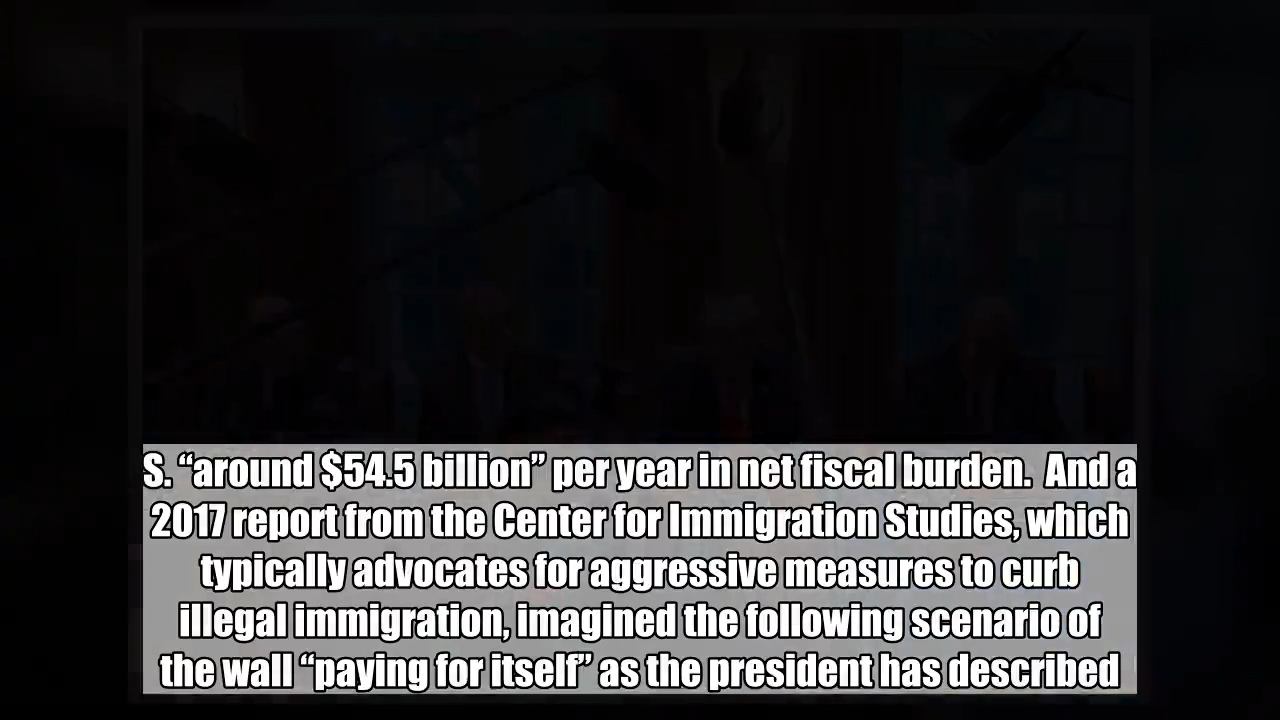 S. “around $54.5 billion” per year in net fiscal burden.  And a
2017 report from the Center for Immigration Studies, which
typically advocates for aggressive measures to curb
illegal immigration, imagined the following scenario of
the wall “paying for itself” as the president has described